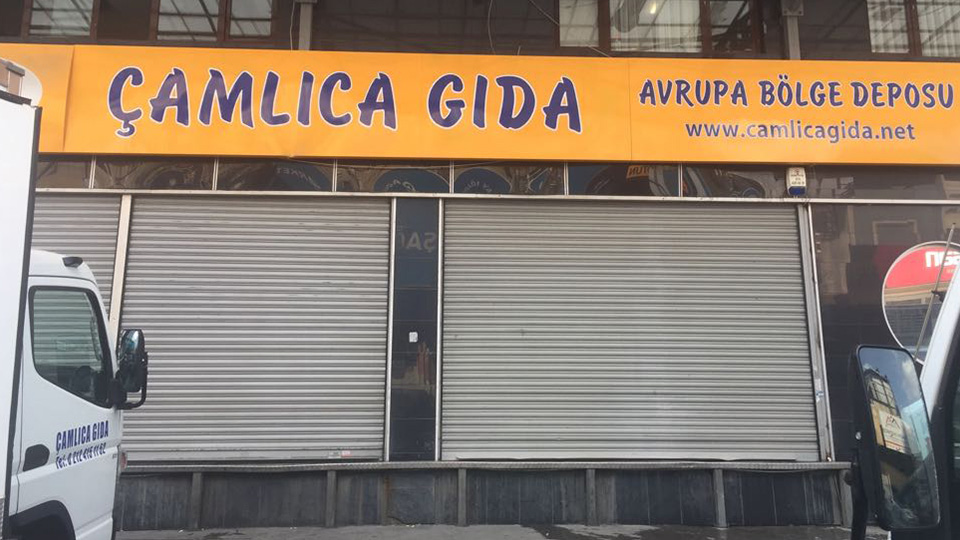 ÇAMLICA GIDA
AVRUPA BÖLGE DEPOSU
www.camlicagida.net
ÇAMLICA GIDA